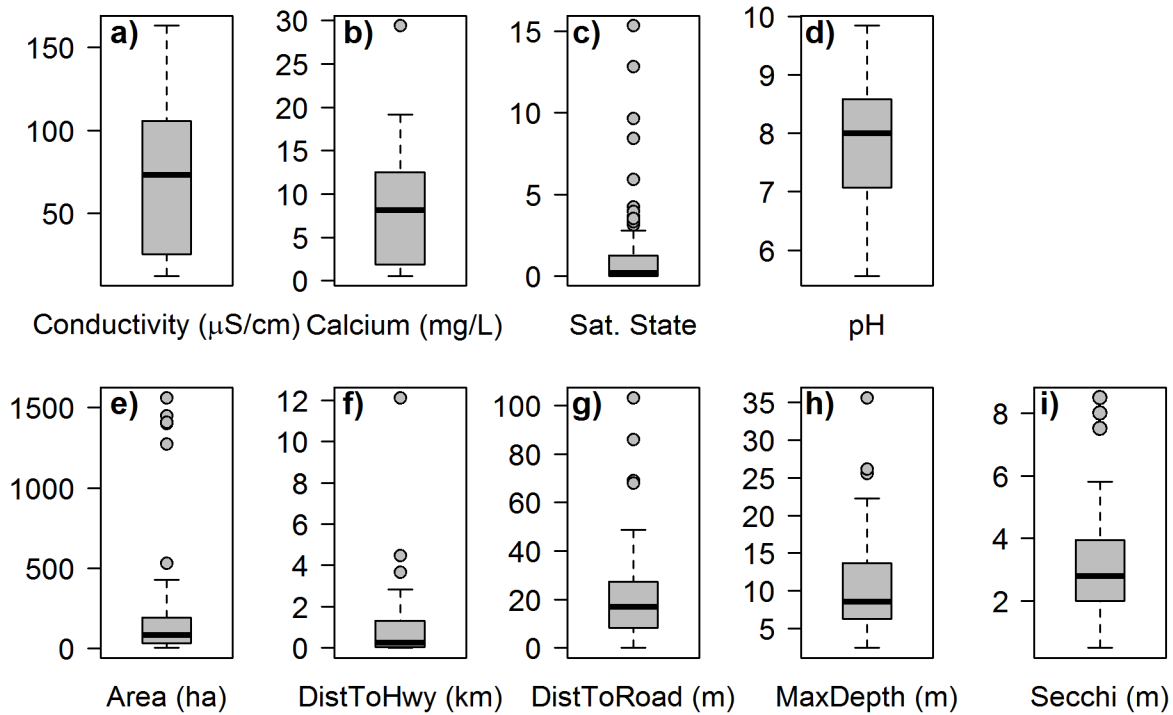 a) b) c) d)
150 100 50
30 25 20 15 10 5 0
15 10 5 0
10 9 8 7 6
Conductivity (μS/cm) Calcium (mg/L) Sat. State pH
e) f) g) h) i)
1500 1000 500 0
12 10 8 6 4 2 0
100 80 60 40 20 0
35 30 25 20 15 10 5
8 6 4 2
Area (ha) DistToHwy (km) DistToRoad (m) MaxDepth (m) Secchi (m)